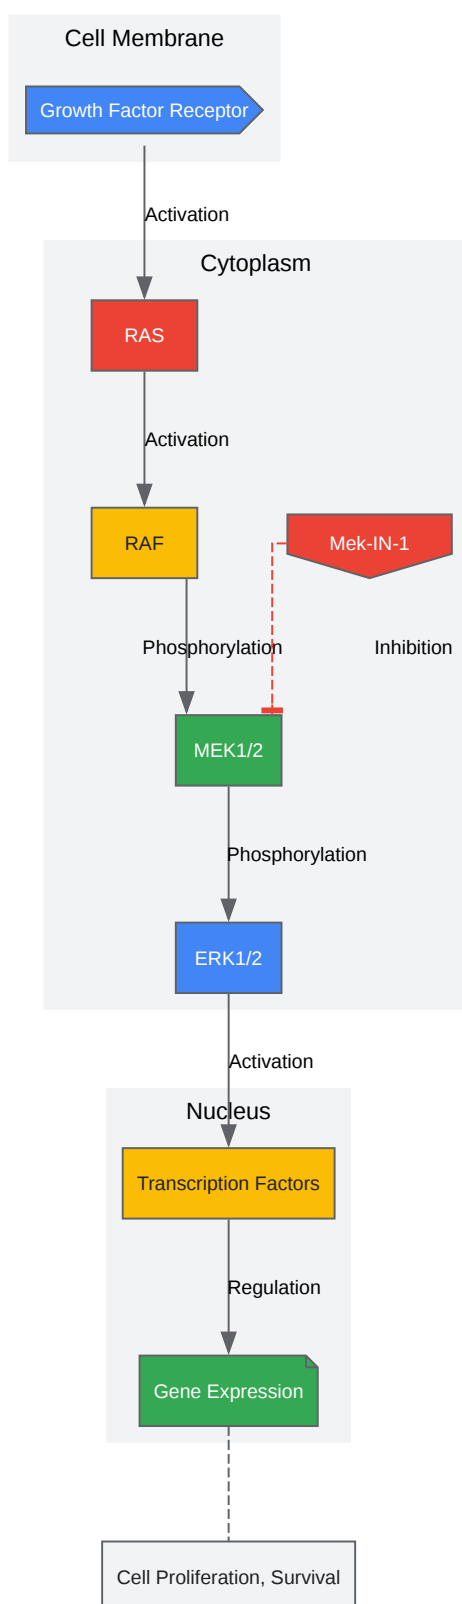 Cell Membrane
Growth Factor Receptor
Activation
Cytoplasm
RAS
Activation
RAF
Mek-IN-1
Phosphorylation
Inhibition
MEK1/2
Phosphorylation
ERK1/2
Activation
Nucleus
Transcription Factors
Regulation
Gene Expression
Cell Proliferation, Survival